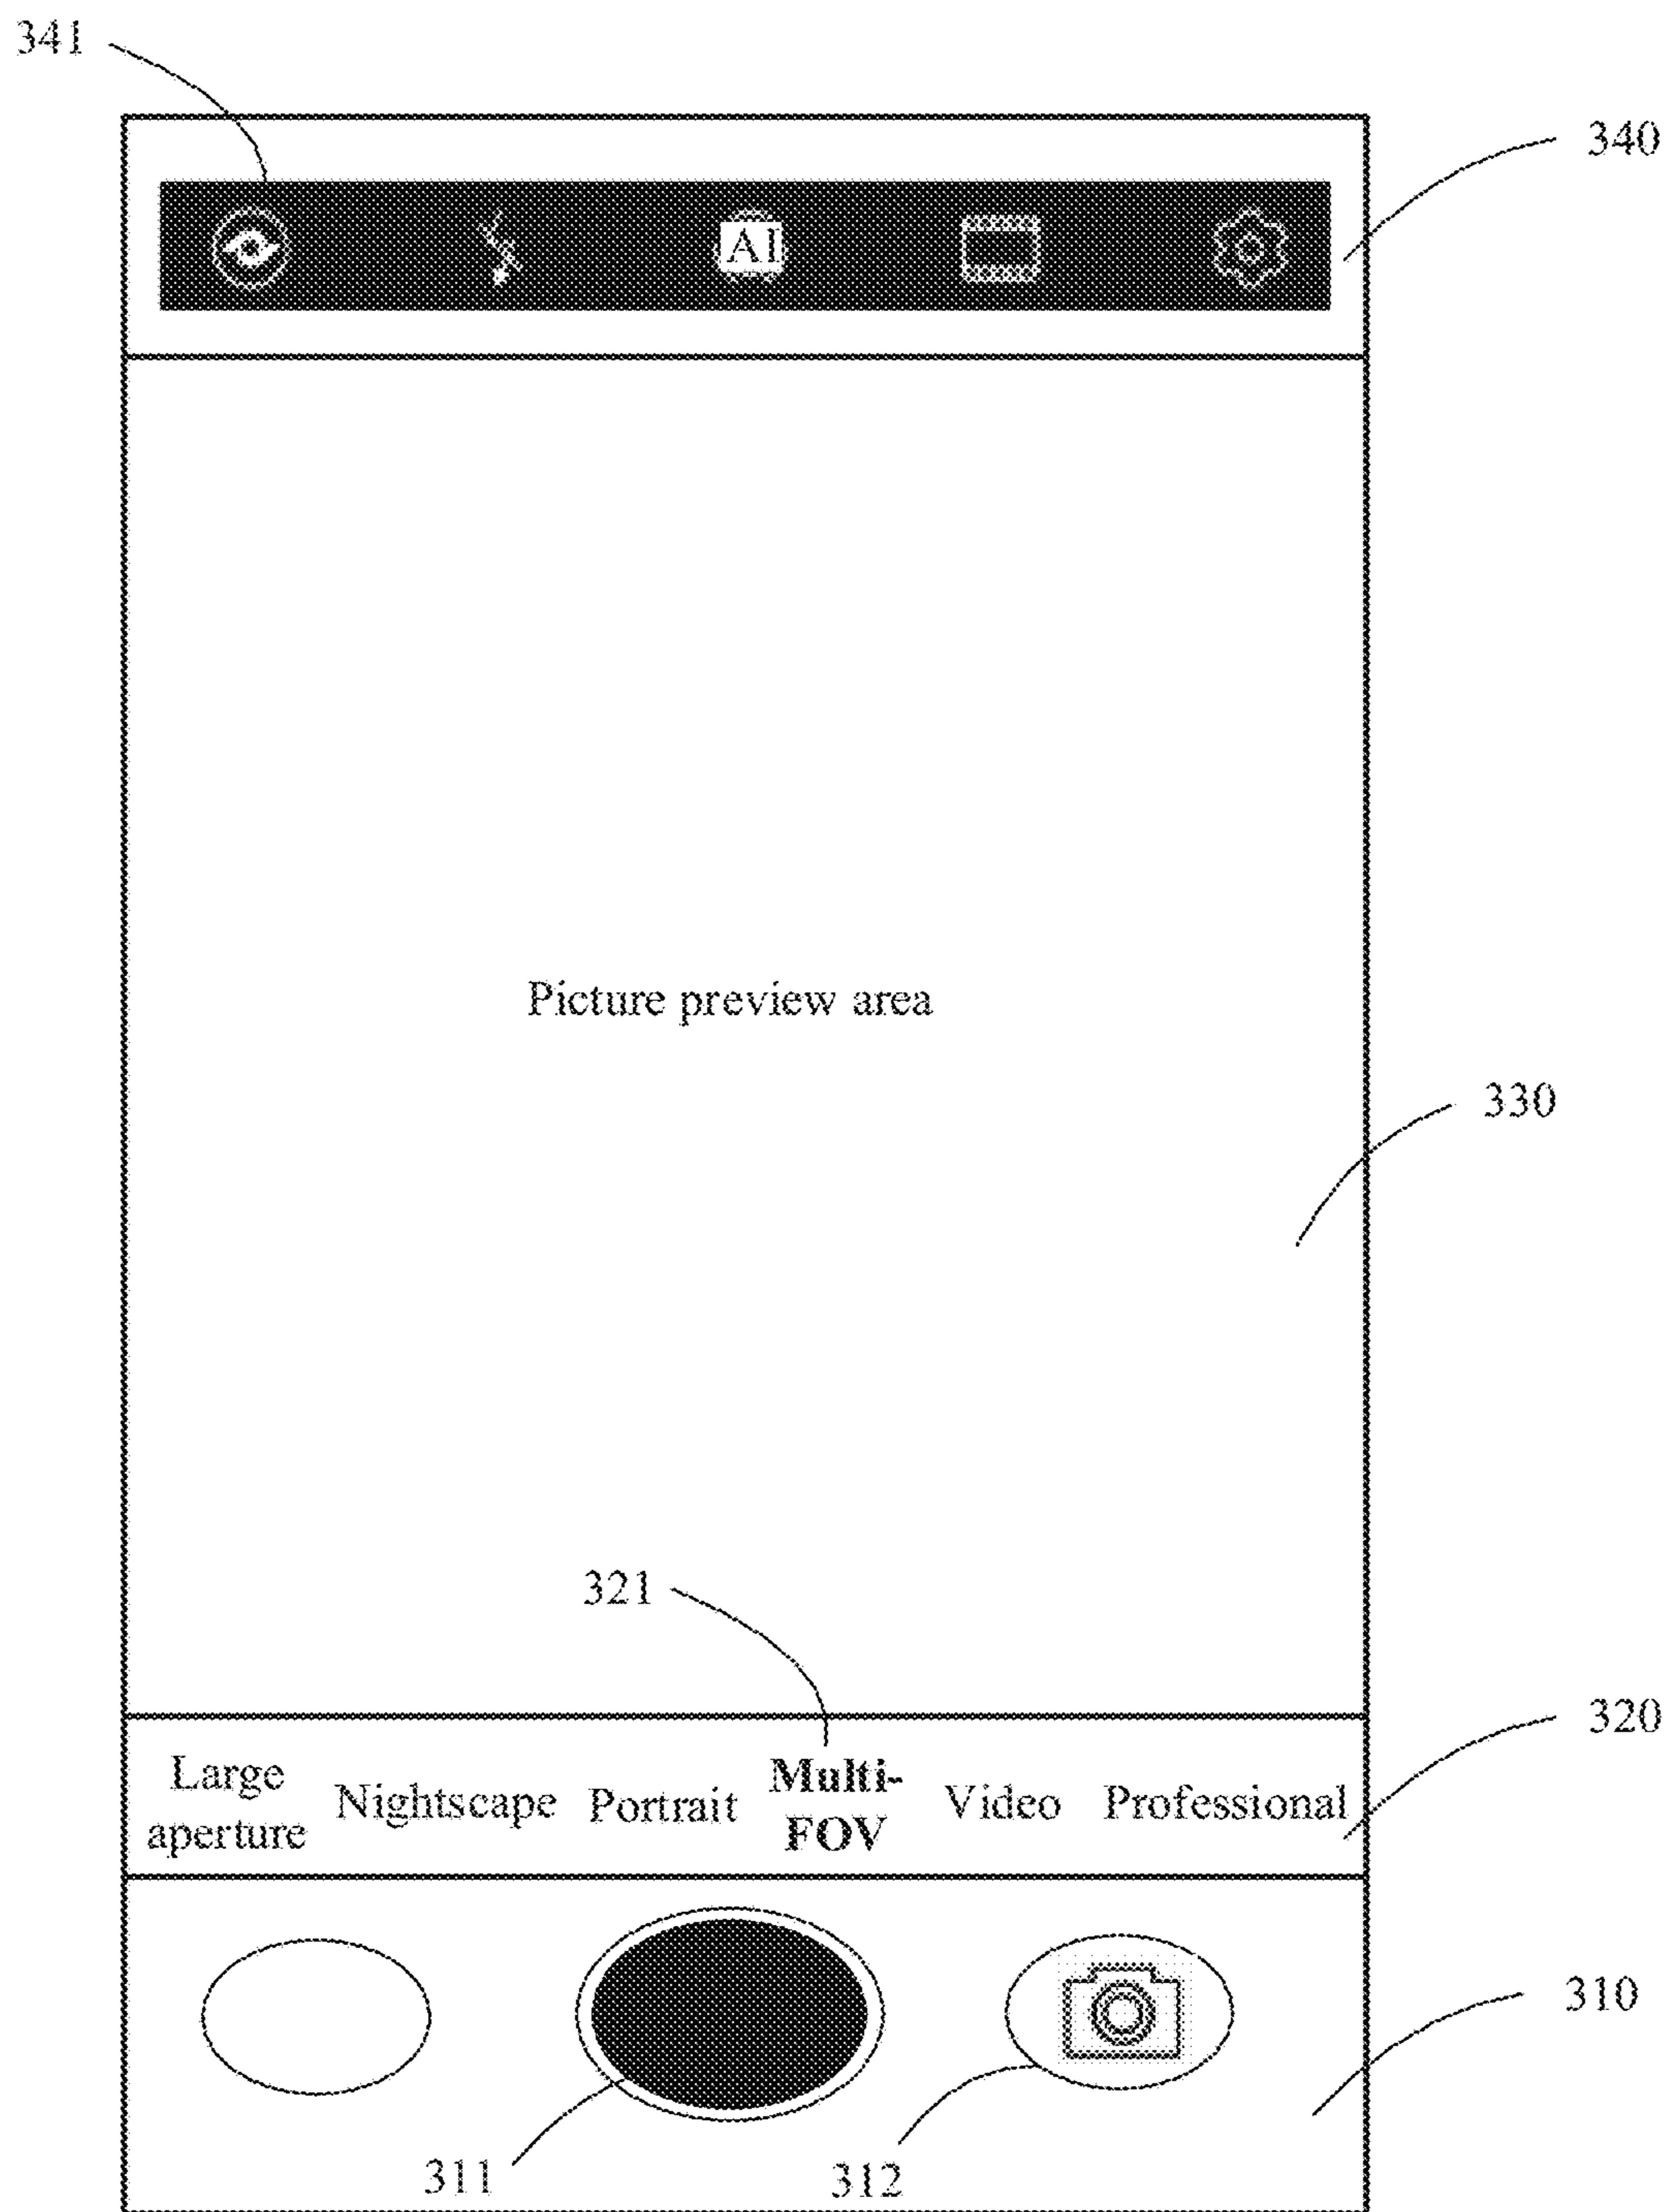 341
340
AI
Picture preview area
330
321
320
Large
aperture
Nightscape
Portrait
Multi-
FOV
Video
Professional
310
311
312